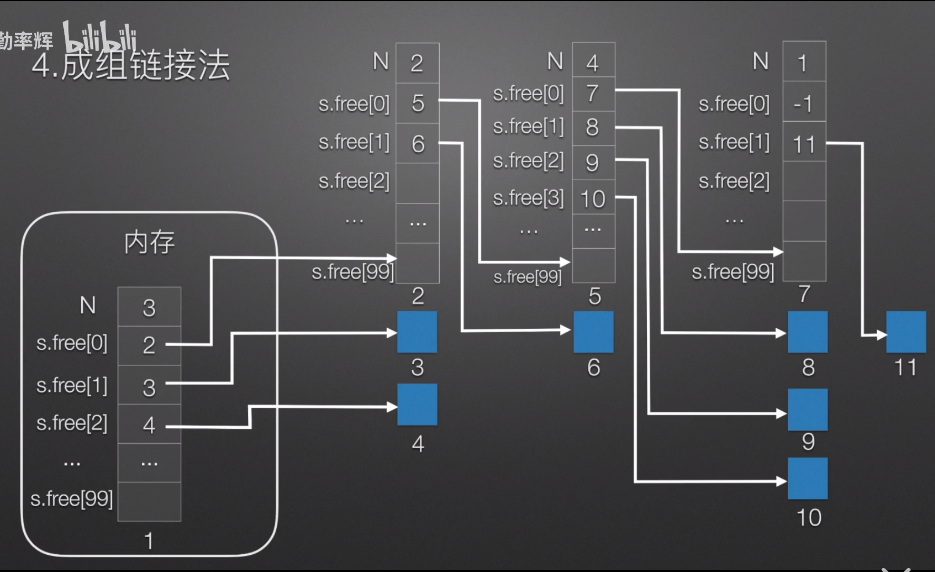 勤率辉 bilibili
4.成组链接法
内存
N 3
s.free[0] 2
s.free[1] 3
s.free[2] 4
... ...
s.free[99]
1
N 2
s.free[0] 5
s.free[1] 6
s.free[2]
... ...
s.free[99]
2
3
4
N 4
s.free[0] 7
s.free[1] 8
s.free[2] 9
s.free[3] 10
... ...
s.free[99]
5
6
N 1
s.free[0] -1
s.free[1] 11
s.free[2]
...
s.free[99]
7
8
9
10
11